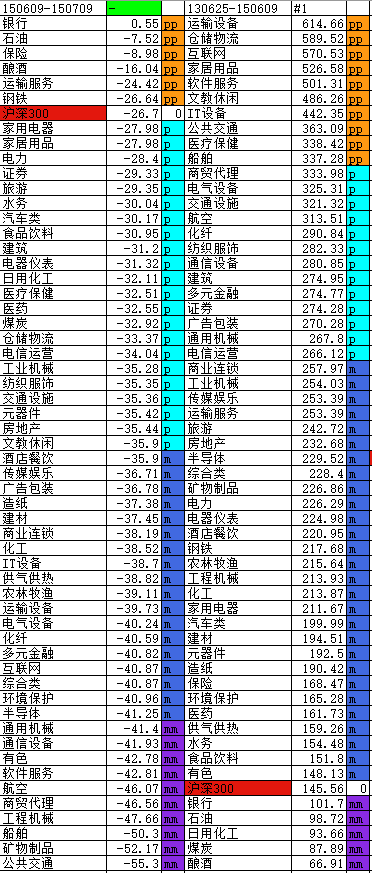 150609-150709 - 130625-150609 #1
银行 0.55 pp 运输设备 614.66 pp
石油 -7.52 pp 仓储物流 589.52 pp
保险 -8.98 pp 互联网 570.53 pp
酿酒 -16.04 pp 家居用品 526.58 pp
运输服务 -24.42 pp 软件服务 501.31 pp
钢铁 -26.64 pp 文教休闲 486.26 pp
沪深300 -26.7 0 IT设备 442.35 pp
家用电器 -27.98 p 公共交通 363.09 pp
家居用品 -27.98 p 医疗保健 338.42 pp
电力 -28.4 p 船舶 337.28 pp
证券 -29.33 p 商贸代理 333.98 p
旅游 -29.35 p 电气设备 325.31 p
水务 -30.04 p 交通设施 321.32 p
汽车类 -30.17 p 航空 313.51 p
食品饮料 -30.95 p 化纤 290.84 p
建筑 -31.2 p 纺织服饰 282.33 p
电器仪表 -31.32 p 通信设备 280.85 p
日用化工 -32.11 p 建筑 274.95 p
医疗保健 -32.51 p 多元金融 274.77 p
医药 -32.55 p 证券 274.28 p
煤炭 -32.92 p 广告包装 270.28 p
仓储物流 -33.37 p 通用机械 267.8 p
电信运营 -34.04 p 电信运营 266.12 p
工业机械 -35.28 p 商业连锁 257.97 m
纺织服饰 -35.35 p 工业机械 254.03 m
交通设施 -35.36 p 传媒娱乐 253.39 m
元器件 -35.42 p 运输服务 253.39 m
房地产 -35.44 p 旅游 242.72 m
文教休闲 -35.9 p 房地产 232.68 m
酒店餐饮 -35.9 m 半导体 229.52 m
传媒娱乐 -36.71 m 综合类 228.4 m
广告包装 -36.78 m 矿物制品 226.86 m
造纸 -37.38 m 电力 226.29 m
建材 -37.45 m 电器仪表 224.98 m
商业连锁 -38.19 m 酒店餐饮 220.95 m
化工 -38.52 m 钢铁 217.68 m
IT设备 -38.7 m 农林牧渔 215.64 m
供气供热 -38.82 m 工程机械 213.93 m
农林牧渔 -39.11 m 化工 213.87 m
运输设备 -39.73 m 家用电器 211.67 m
电气设备 -40.24 m 汽车类 199.99 m
化纤 -40.59 m 建材 194.51 m
多元金融 -40.82 m 元器件 192.5 m
互联网 -40.87 m 造纸 190.42 m
综合类 -40.87 m 保险 168.47 m
环境保护 -40.96 m 环境保护 165.28 m
半导体 -41.25 m 医药 161.73 m
通用机械 -41.4 mm 供气供热 159.26 m
通信设备 -41.93 mm 水务 154.48 m
有色 -42.78 mm 食品饮料 151.8 m
软件服务 -42.81 mm 有色 148.13 m
航空 -46.07 mm 沪深300 145.56 0
商贸代理 -46.56 mm 银行 101.7 mm
工程机械 -47.66 mm 石油 98.72 mm
船舶 -50.3 mm 日用化工 93.66 mm
矿物制品 -52.17 mm 煤炭 87.89 mm
公共交通 -55.3 mm 酿酒 66.91 mm